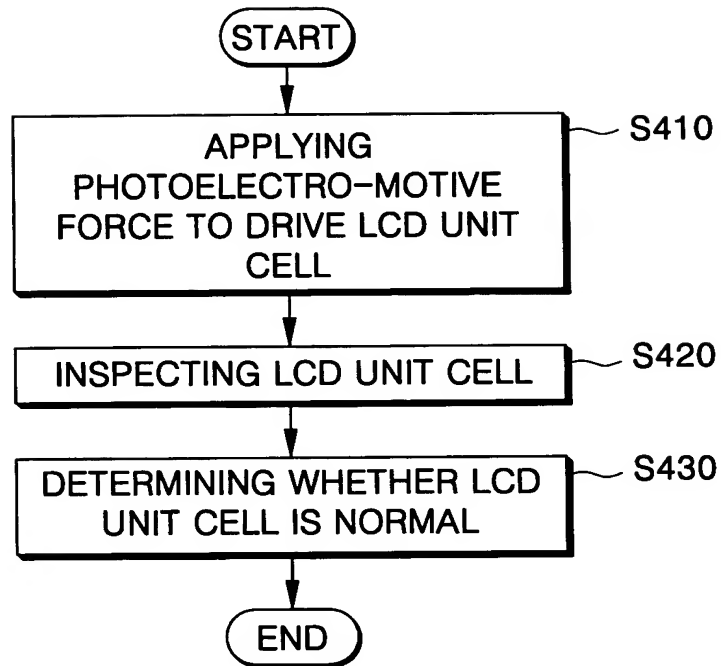 START
APPLYING
PHOTOELECTRO-MOTIVE
FORCE TO DRIVE LCD UNIT
CELL
S410
INSPECTING LCD UNIT CELL
S420
DETERMINING WHETHER LCD
UNIT CELL IS NORMAL
S430
END